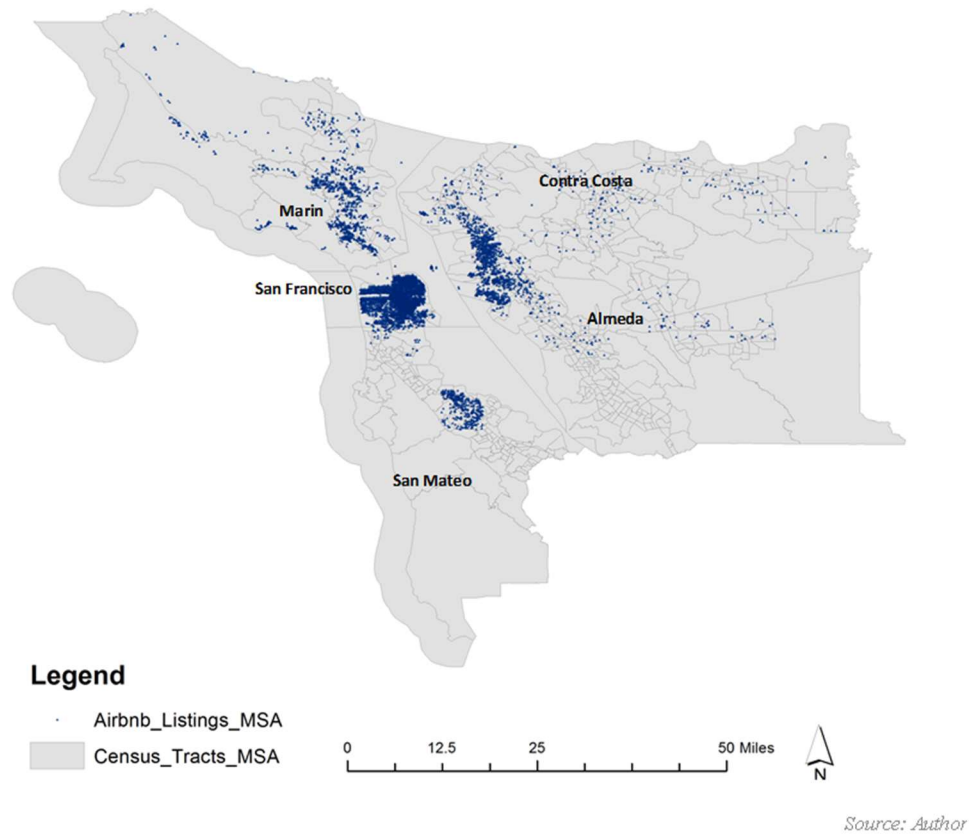 Contra Costa
Marin
San Francisco
Almeda
San Mateo
Legend
Airbnb_Listings_MSA
Census_Tracts_MSA
0 12.5 25 50 Miles
N
Source: Author